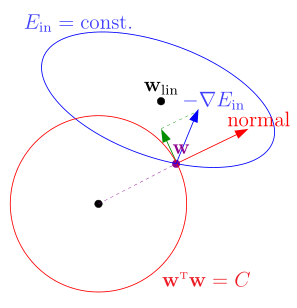 E_in = const.
w_lin
−∇E_in
normal
w
wᵀw = C